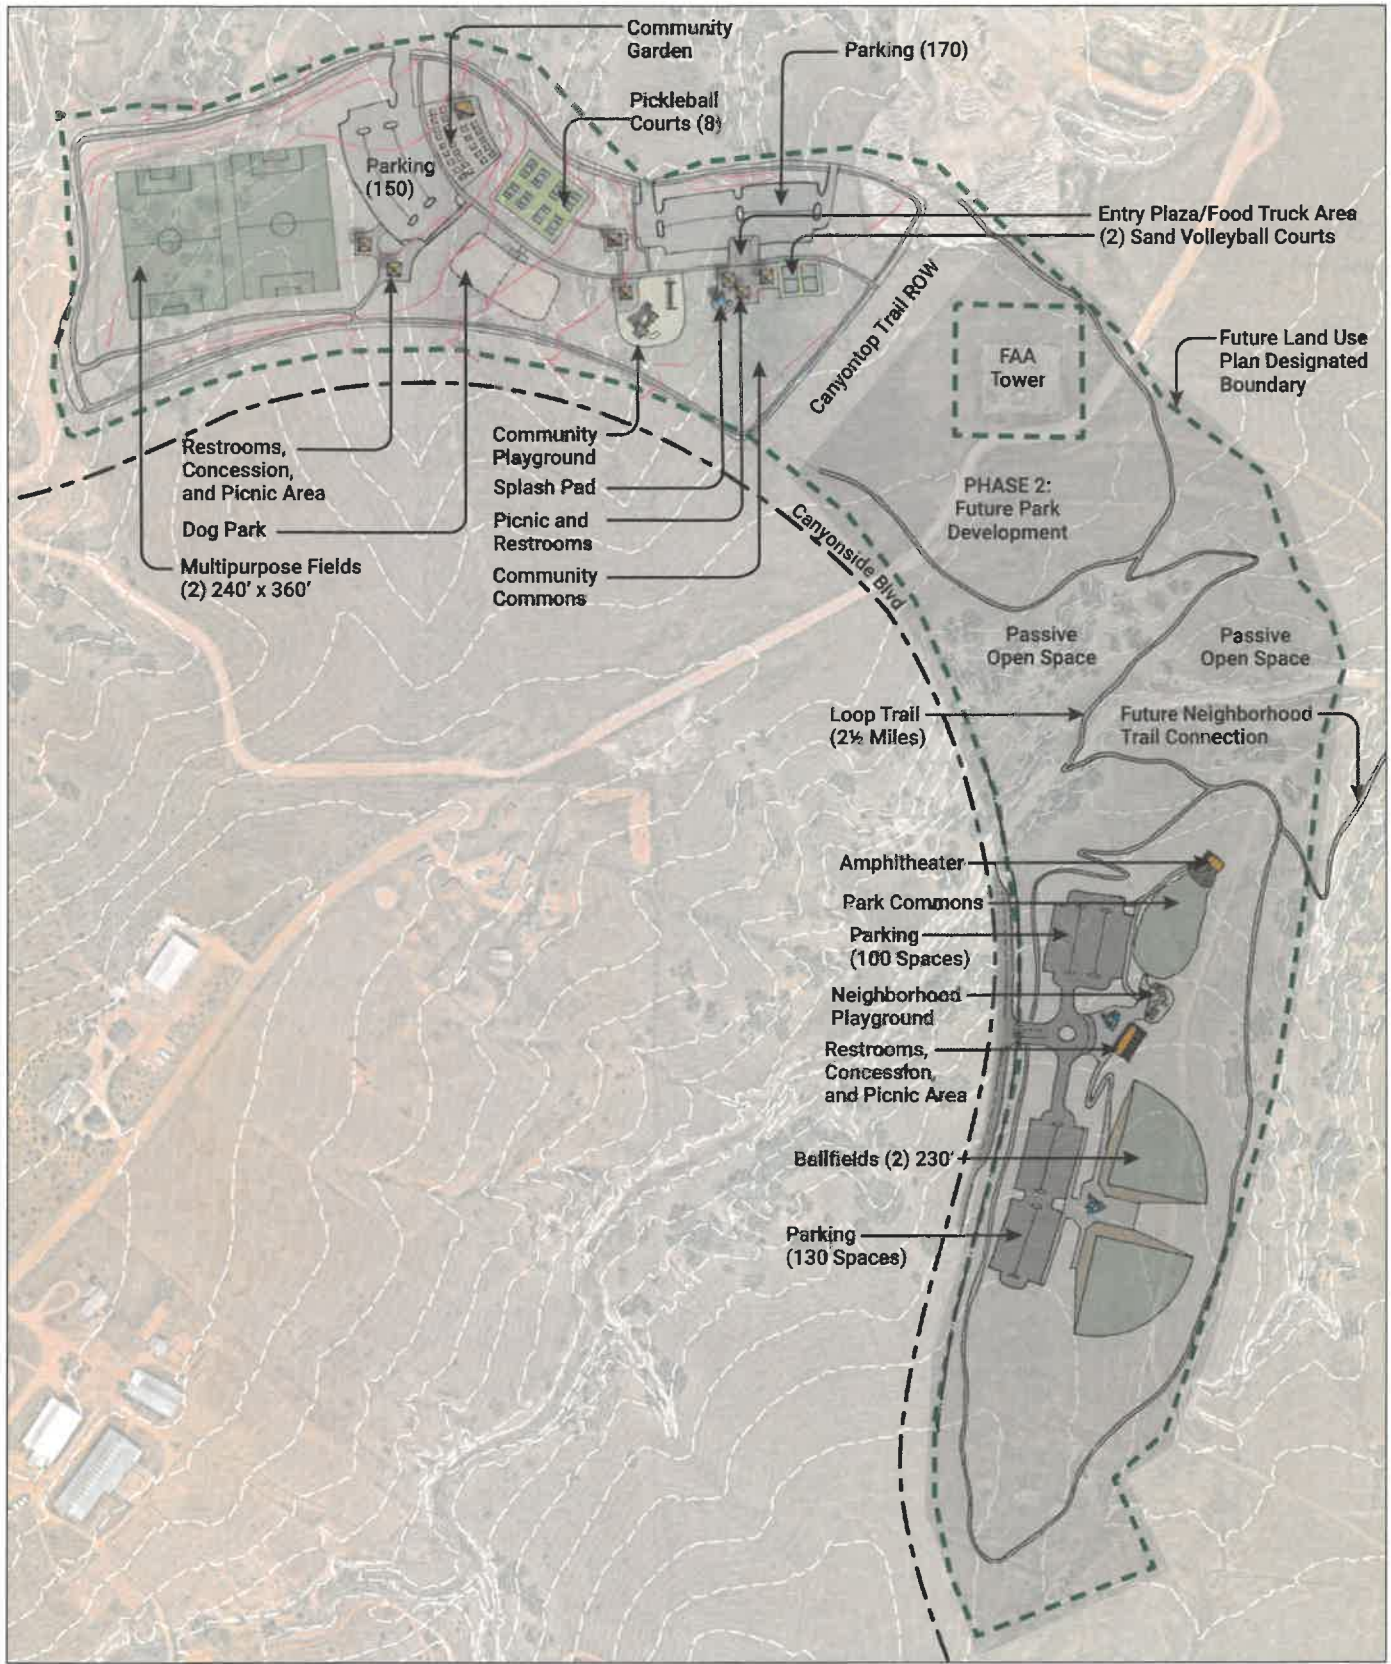 Community
Garden
Parking (170)
Pickleball
Courts (8)
Parking
(150)
Entry Plaza/Food Truck Area
(2) Sand Volleyball Courts
Canyontop Trail ROW
FAA
Tower
Future Land Use
Plan Designated
Boundary
Restrooms,
Concession,
and Picnic Area
Dog Park
Multipurpose Fields
(2) 240' x 360'
Community
Playground
Splash Pad
Picnic and
Restrooms
Community
Commons
PHASE 2:
Future Park
Development
Canyonside Blvd
Passive
Open Space
Passive
Open Space
Loop Trail
(2½ Miles)
Future Neighborhood
Trail Connection
Amphitheater
Park Commons
Parking
(100 Spaces)
Neighborhood
Playground
Restrooms,
Concession,
and Picnic Area
Ballfields (2) 230'
Parking
(130 Spaces)